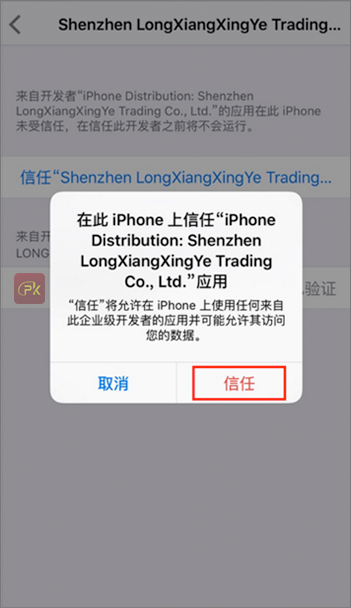 Shenzhen LongXiangXingYe Trading...
来自开发者“iPhone Distribution: Shenzhen
LongXiangXingYe Trading Co., Ltd.”的应用在此 iPhone
未受信任，在信任此开发者之前将不会运行。
信任“Shenzhen LongXiangXingYe Trading...
在此 iPhone 上信任“iPhone
Distribution: Shenzhen
LongXiangXingYe Trading
Co., Ltd.”应用
“信任”将允许在 iPhone 上使用任何来自
此企业级开发者的应用并可能允许其访问
您的数据。
取消
信任
来自开
LONG
验证